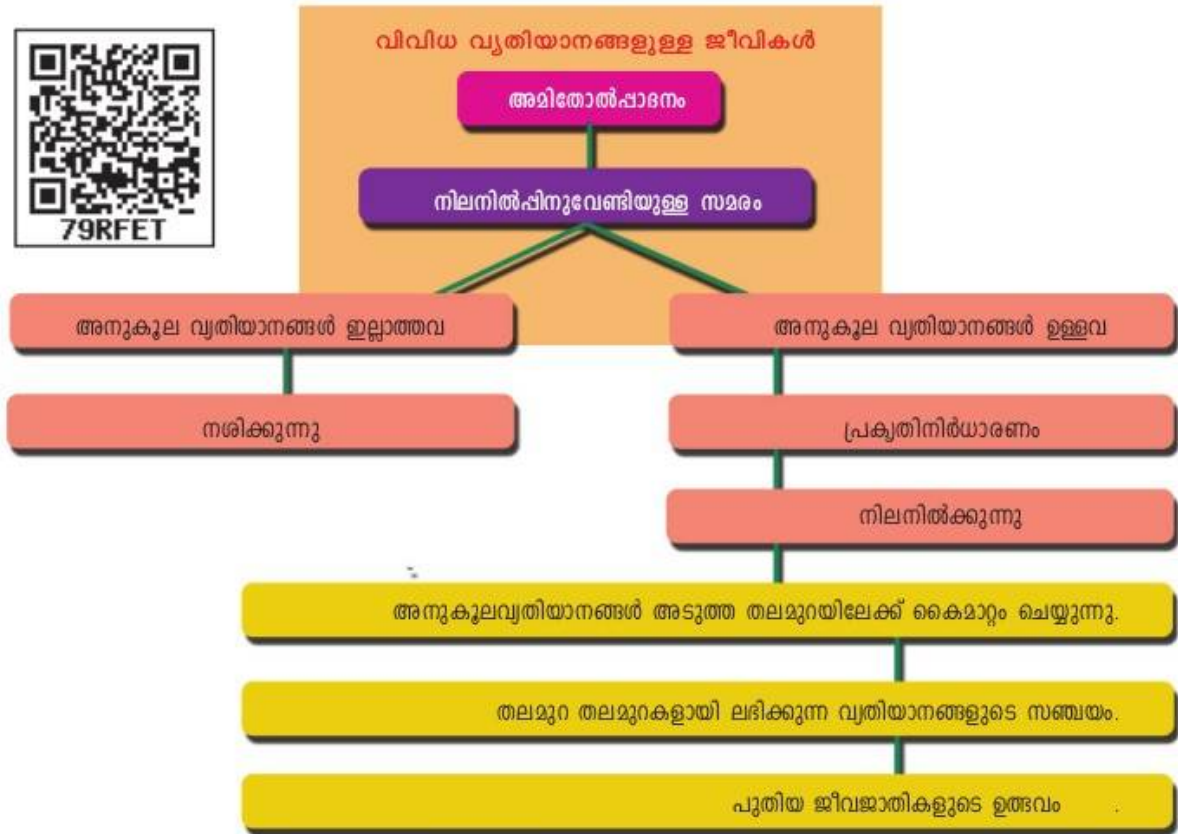 വിവിധ വ്യതിയാനങ്ങളുള്ള ജീവികൾ
അമിതോൽപ്പാദനം
നിലനിൽപ്പിനുവേണ്ടിയുള്ള സമരം
79RFET
അനുകൂല വ്യതിയാനങ്ങൾ ഇല്ലാത്തവ
അനുകൂല വ്യതിയാനങ്ങൾ ഉള്ളവ
നശിക്കുന്നു
പ്രകൃതിനിർധാരണം
നിലനിൽക്കുന്നു
അനുകൂലവ്യതിയാനങ്ങൾ അടുത്ത തലമുറയിലേക്ക് കൈമാറ്റം ചെയ്യുന്നു.
തലമുറ തലമുറകളായി ലഭിക്കുന്ന വ്യതിയാനങ്ങളുടെ സഞ്ചയം.
പുതിയ ജീവജാതികളുടെ ഉത്ഭവം .